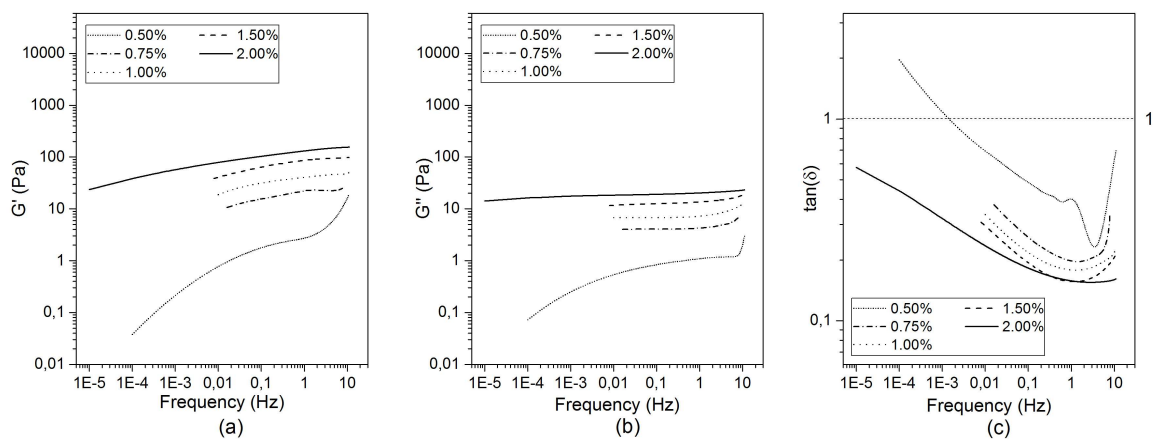 0.50% 1.50%
0.75% 2.00%
1.00%
10000
1000
100
10
1
0,1
0,01
G' (Pa)
1E-5 1E-4 1E-3 0,01 0,1 1 10
Frequency (Hz)
(a)
0.50% 1.50%
0.75% 2.00%
1.00%
10000
1000
100
10
1
0,1
0,01
G'' (Pa)
1E-5 1E-4 1E-3 0,01 0,1 1 10
Frequency (Hz)
(b)
1 1
0,1
tan(δ)
0.50% 1.50%
0.75% 2.00%
1.00%
1E-5 1E-4 1E-3 0,01 0,1 1 10
Frequency (Hz)
(c)